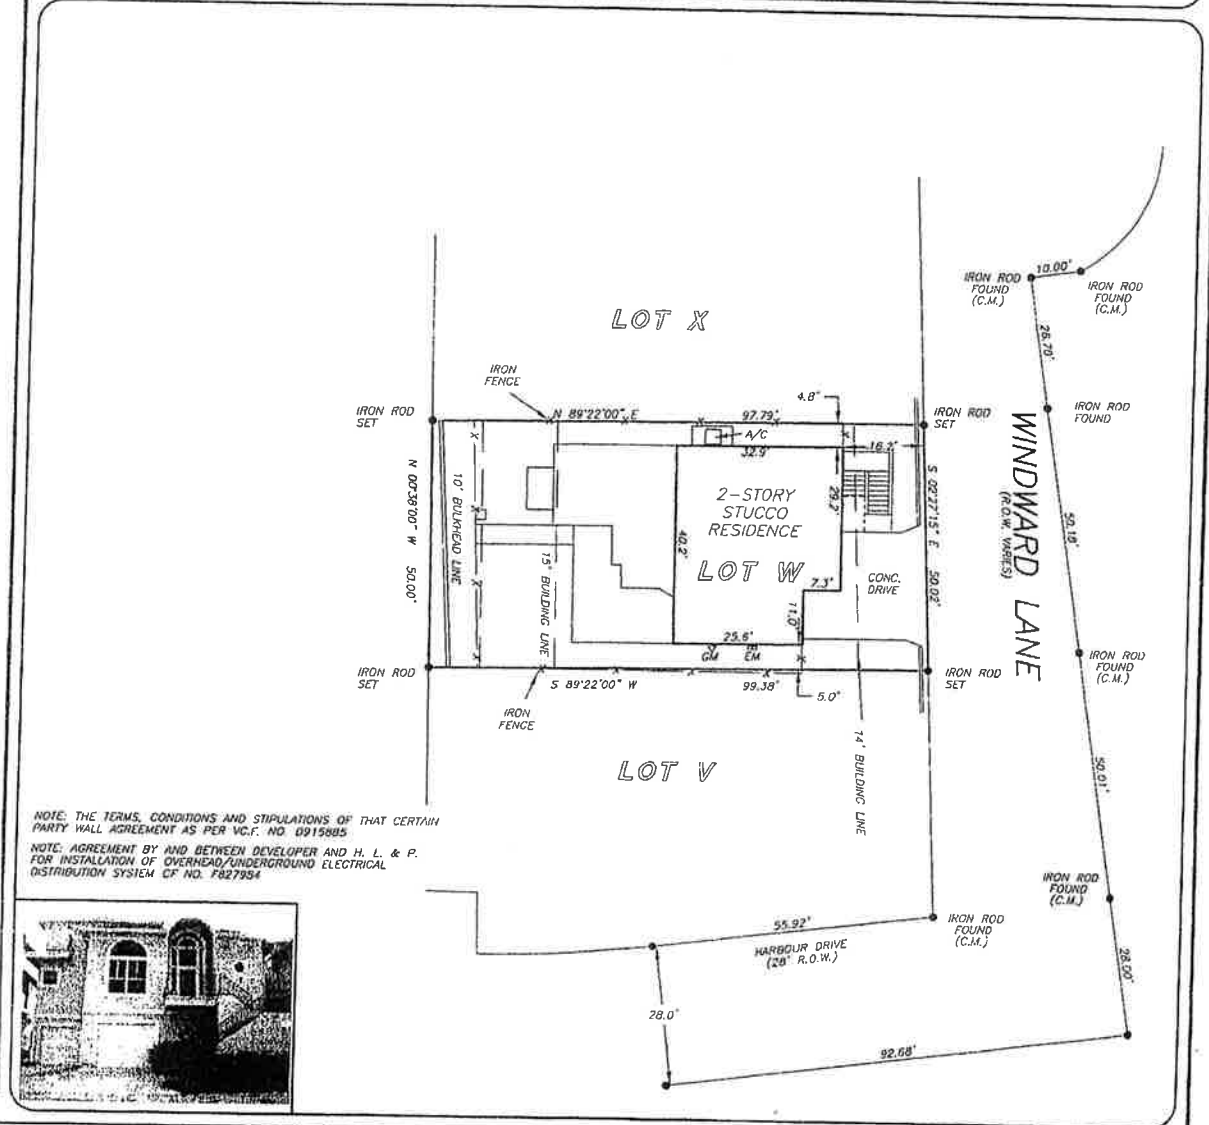 10.00'
IRON ROD
FOUND
(C.M.)
IRON ROD
FOUND
(C.M.)
LOT X
26.70'
IRON
FENCE
4.8'
IRON ROD
SET
N 89°22'00" E
97.79'
IRON ROD
SET
IRON ROD
FOUND
A/C
16.2'
32.9'
WINDWARD LANE
(R.O.W. VARIES)
N 00°38'00" W 50.00'
10' BULKHEAD LINE
2-STORY
STUCCO
RESIDENCE
29.2'
S 02°27'15" E 50.02'
50.18'
40.2'
LOT W
15' BUILDING LINE
7.3'
CONC.
DRIVE
11.0'
25.6'
GM
EM
IRON ROD
SET
S 89°22'00" W
99.38'
5.0'
IRON ROD
SET
IRON ROD
FOUND
(C.M.)
IRON
FENCE
LOT V
14' BUILDING LINE
50.01'
NOTE: THE TERMS, CONDITIONS AND STIPULATIONS OF THAT CERTAIN
PARTY WALL AGREEMENT AS PER VC.F. NO. 0915885
NOTE: AGREEMENT BY AND BETWEEN DEVELOPER AND H. L. & P.
FOR INSTALLATION OF OVERHEAD/UNDERGROUND ELECTRICAL
DISTRIBUTION SYSTEM CF NO. F827984
IRON ROD
FOUND
(C.M.)
55.92'
IRON ROD
FOUND
(C.M.)
HARBOUR DRIVE
(28' R.O.W.)
28.00'
28.0'
92.68'